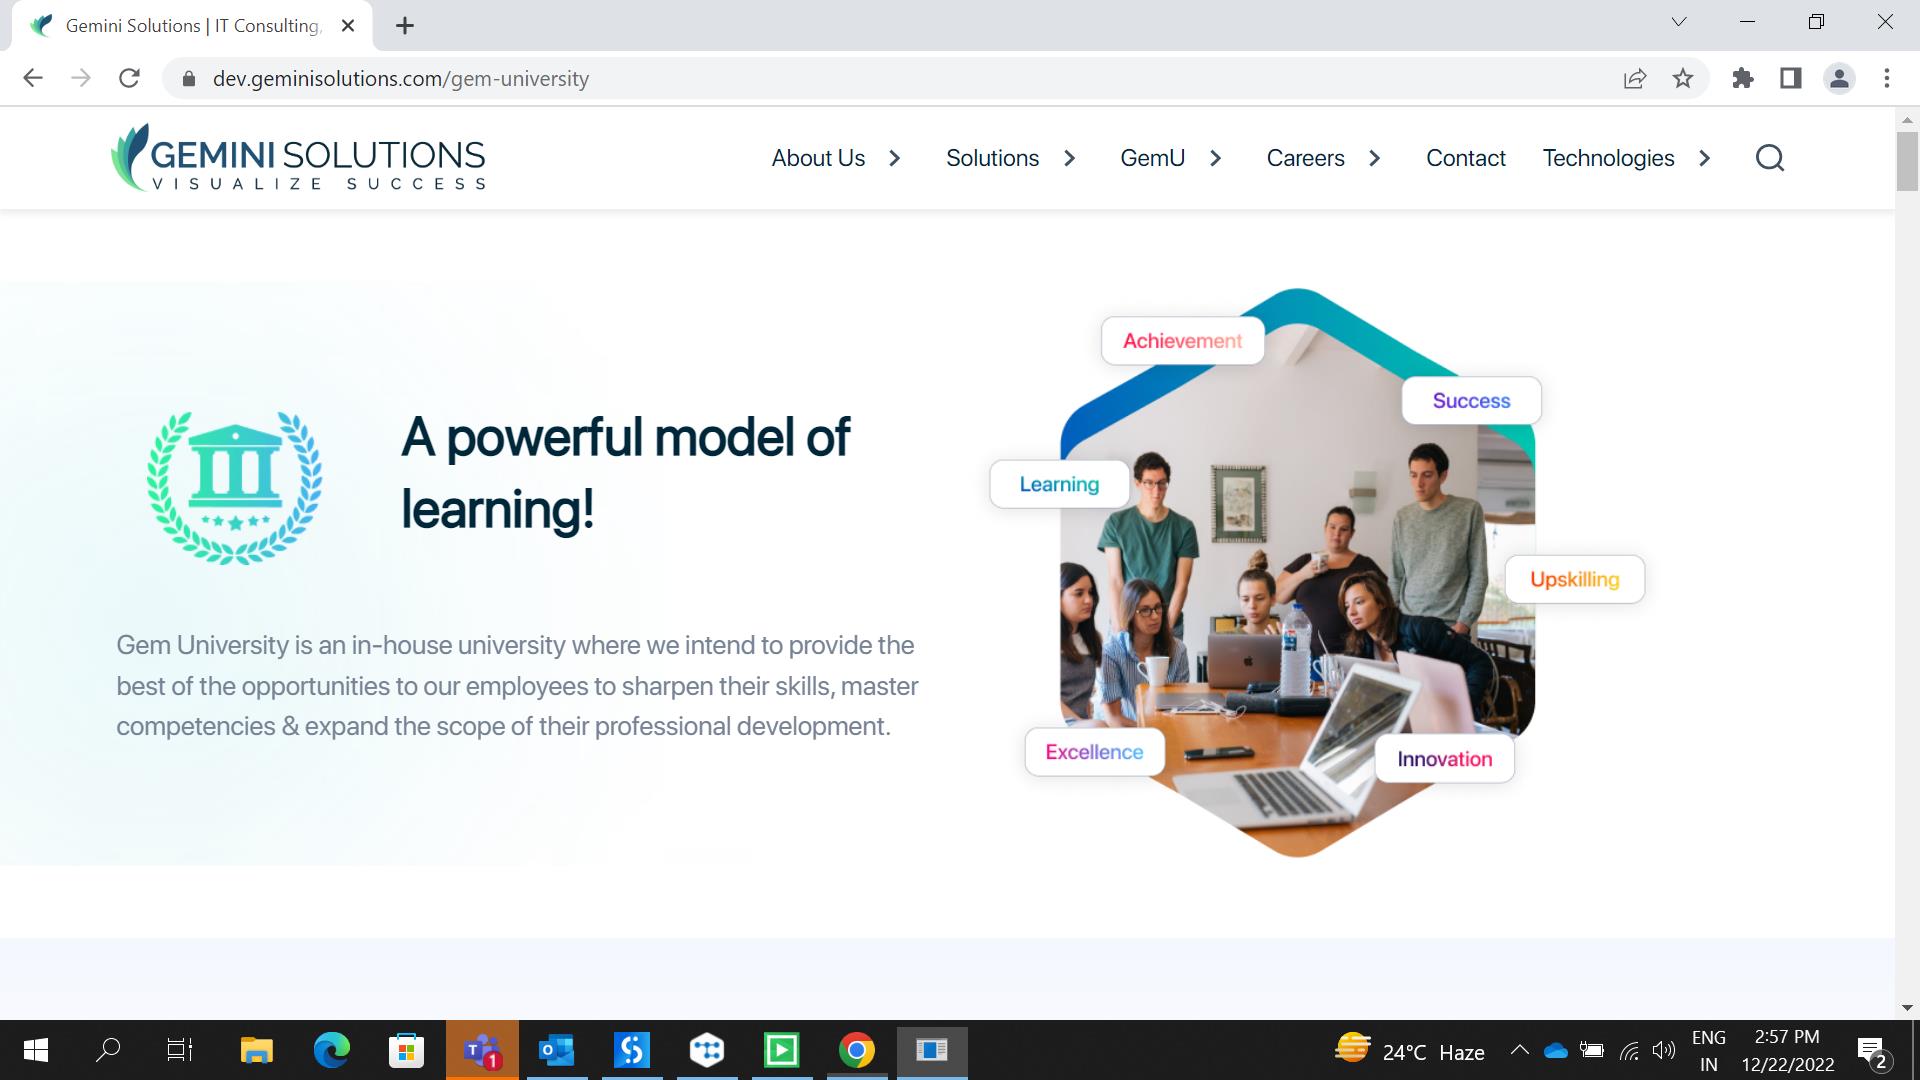 Gemini Solutions | IT Consulting,
dev.geminisolutions.com/gem-university
GEMINI SOLUTIONS
VISUALIZE SUCCESS
About Us
Solutions
GemU
Careers
Contact
Technologies
Achievement
Success
A powerful model of
learning!
Learning
Upskilling
Gem University is an in-house university where we intend to provide the
best of the opportunities to our employees to sharpen their skills, master
competencies & expand the scope of their professional development.
Excellence
Innovation
1
24°C Haze
ENG
IN
2:57 PM
12/22/2022
2